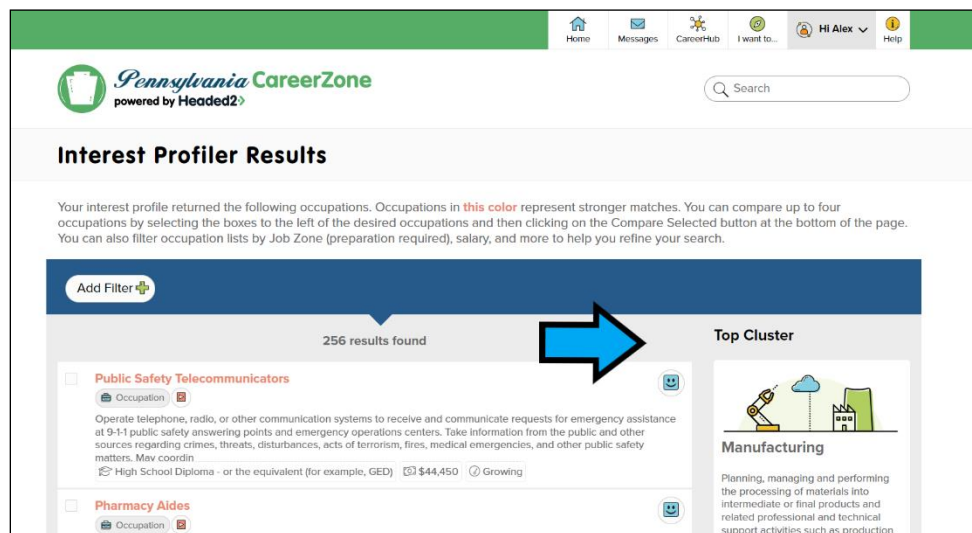 Home
Messages
CareerHub
I want to...
Hi Alex
Help
Pennsylvania CareerZone
powered by Headed2
Search
Interest Profiler Results
Your interest profile returned the following occupations. Occupations in this color represent stronger matches. You can compare up to four
occupations by selecting the boxes to the left of the desired occupations and then clicking on the Compare Selected button at the bottom of the page.
You can also filter occupation lists by Job Zone (preparation required), salary, and more to help you refine your search.
Add Filter
256 results found
Public Safety Telecommunicators
Occupation
Operate telephone, radio, or other communication systems to receive and communicate requests for emergency assistance
at 9-1-1 public safety answering points and emergency operations centers. Take information from the public and other
sources regarding crimes, threats, disturbances, acts of terrorism, fires, medical emergencies, and other public safety
matters. May coordin
High School Diploma - or the equivalent (for example, GED) $44,450 Growing
Pharmacy Aides
Occupation
Top Cluster
Manufacturing
Planning, managing and performing
the processing of materials into
intermediate or final products and
related professional and technical
support activities such as production